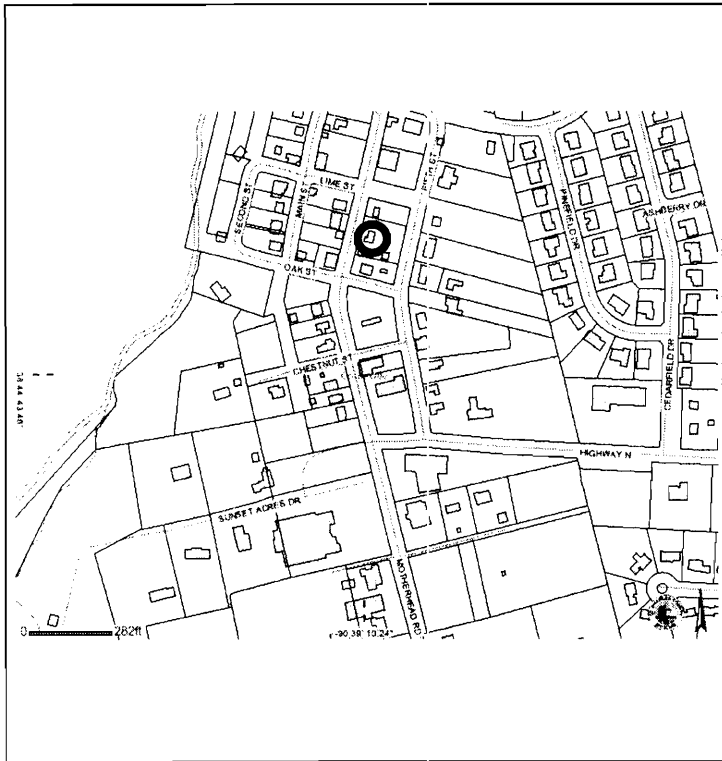 LIME ST
SECOND ST
MAIN ST
OAK ST
PINEFIELD DR
ASHBERRY DR
CHESTNUT ST
CEDARFIELD DR
HIGHWAY N
SUNSET ACRES DR
MOTHERHEAD RD
0 282ft